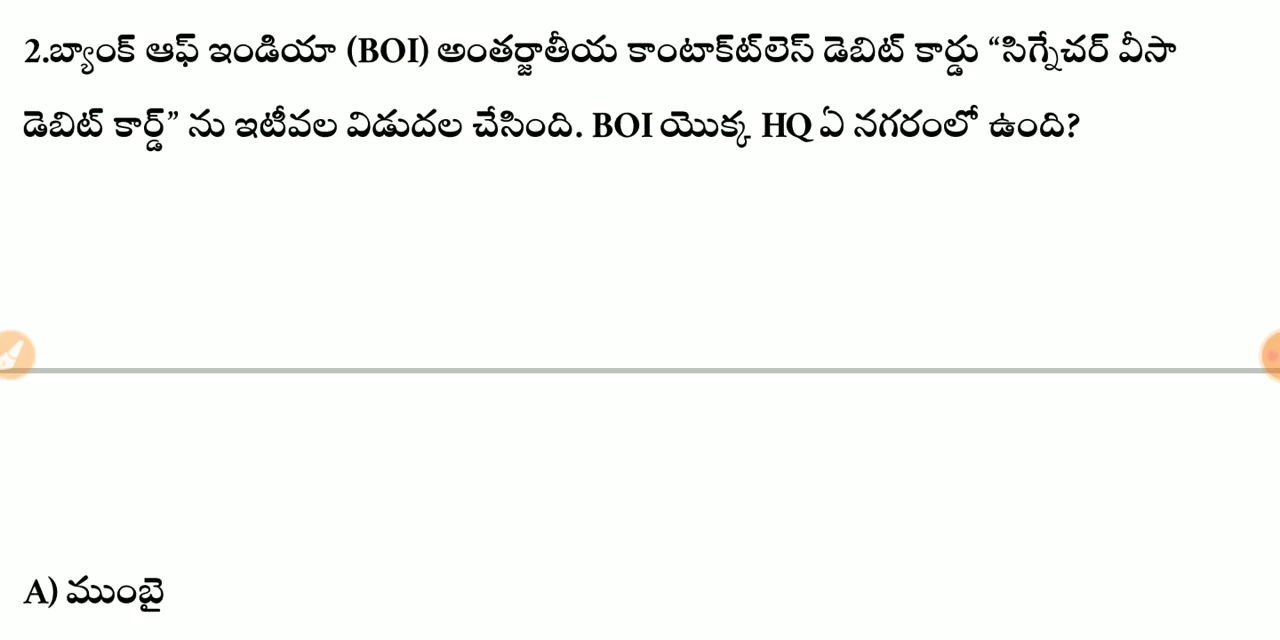 2.బ్యాంక్ ఆఫ్ ఇండియా (BOI) అంతర్జాతీయ కాంటాక్ట్‌లెస్ డెబిట్ కార్డు “సిగ్నేచర్ వీసా
డెబిట్ కార్డ్” ను ఇటీవల విడుదల చేసింది. BOI యొక్క HQ ఏ నగరంలో ఉంది?
A) ముంబై